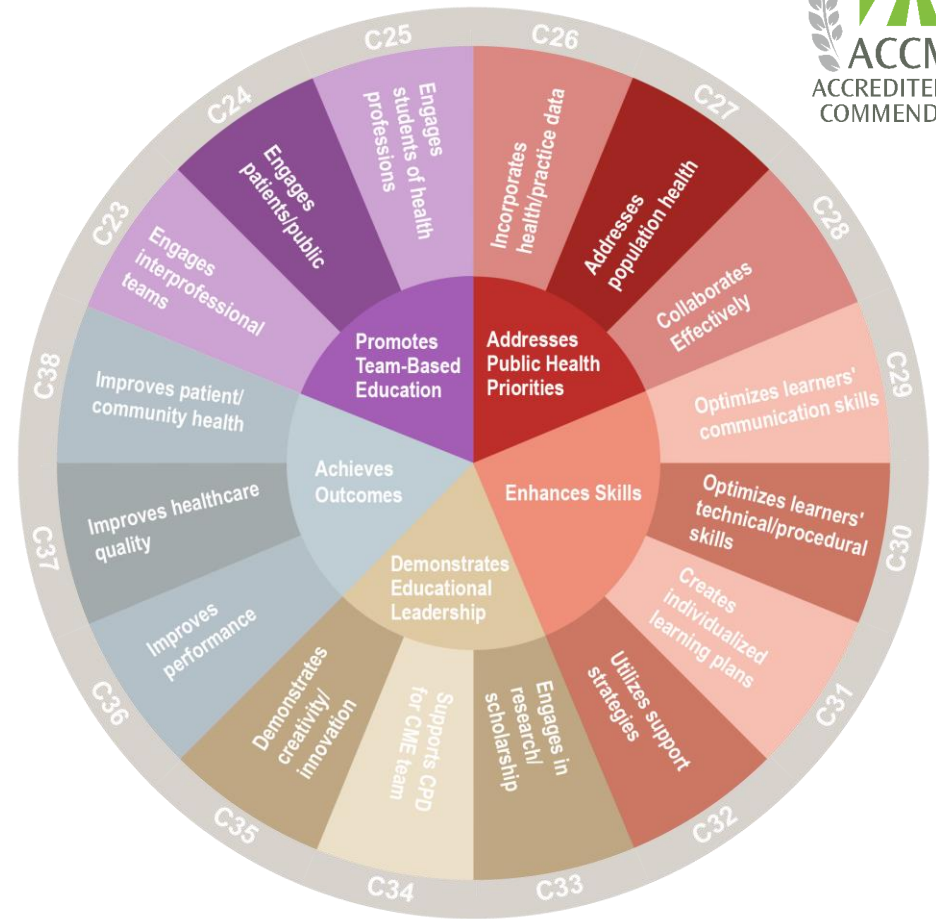 ACCM
ACCREDITE
COMMEND
C23
Engages
interprofessional
teams
C24
Engages
patients/public
C25
Engages
students of health
professions
C26
Incorporates
health/practice data
C27
Addresses
population health
C28
Collaborates
Effectively
C29
Optimizes learners'
communication skills
C30
Optimizes learners'
technical/procedural
skills
C31
Creates
individualized
learning plans
C32
Utilizes support
strategies
C33
Engages in
research/
scholarship
C34
Supports CPD
for CME team
C35
Demonstrates
creativity/
innovation
C36
Improves
performance
C37
Improves healthcare
quality
C38
Improves patient/
community health
Promotes
Team-Based
Education
Addresses
Public Health
Priorities
Enhances Skills
Demonstrates
Educational
Leadership
Achieves
Outcomes